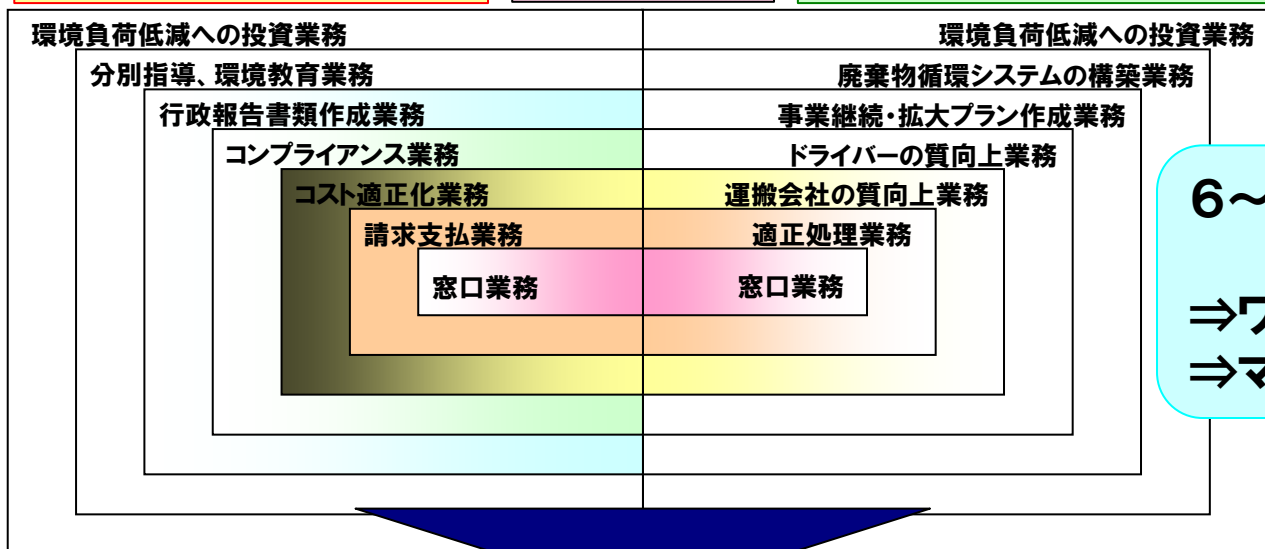 環境負荷低減への投資業務 環境負荷低減への投資業務
分別指導、環境教育業務 廃棄物循環システムの構築業務
行政報告書類作成業務 事業継続・拡大プラン作成業務
コンプライアンス業務 ドライバーの質向上業務
コスト適正化業務 運搬会社の質向上業務
請求支払業務 適正処理業務
窓口業務 窓口業務
6～
⇒ワ
⇒マ